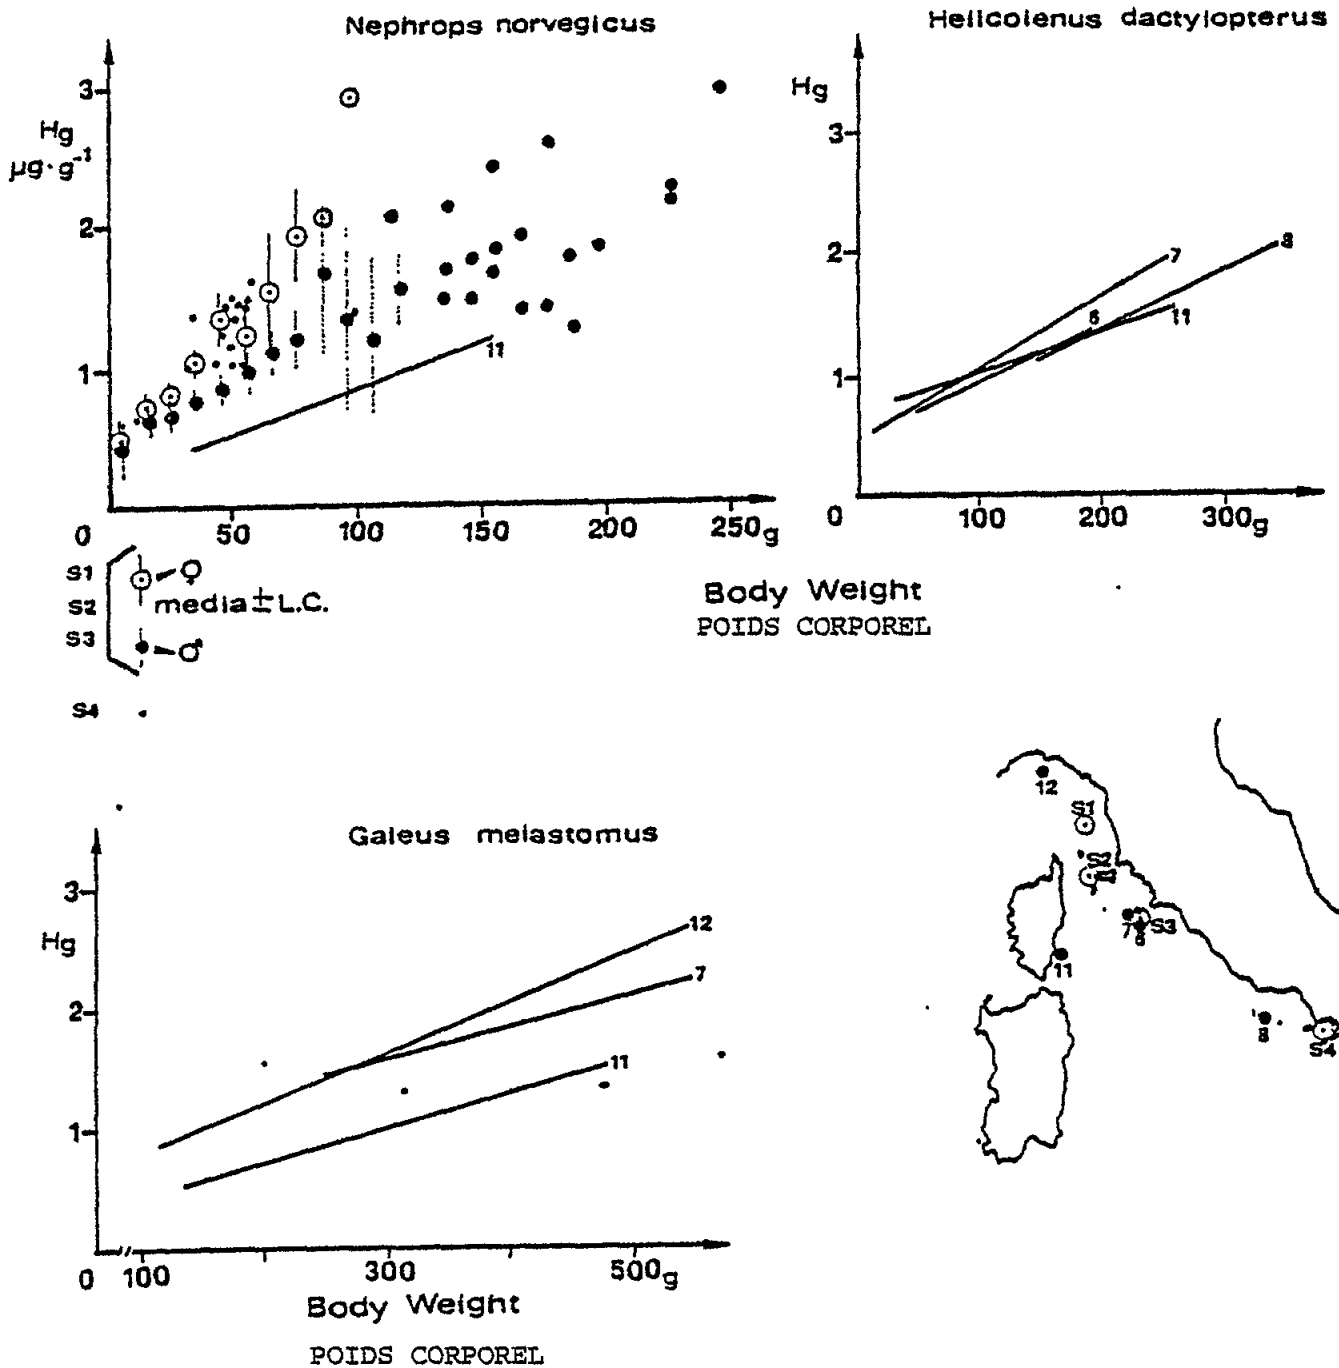 Nephrops norvegicus
3
Hg
µg·g⁻¹
2
1
11
0 50 100 150 200 250g
Helicolenus dactylopterus
Hg
3
2
1
7
8
6
11
0 100 200 300g
S1 ♀
S2 media ± L.C.
S3 ♂
S4
Body Weight
POIDS CORPOREL
Galeus melastomus
3
Hg
2
1
12
7
11
0 100 300 500g
Body Weight
POIDS CORPOREL
12
S1
7
6
S3
11
8
S4